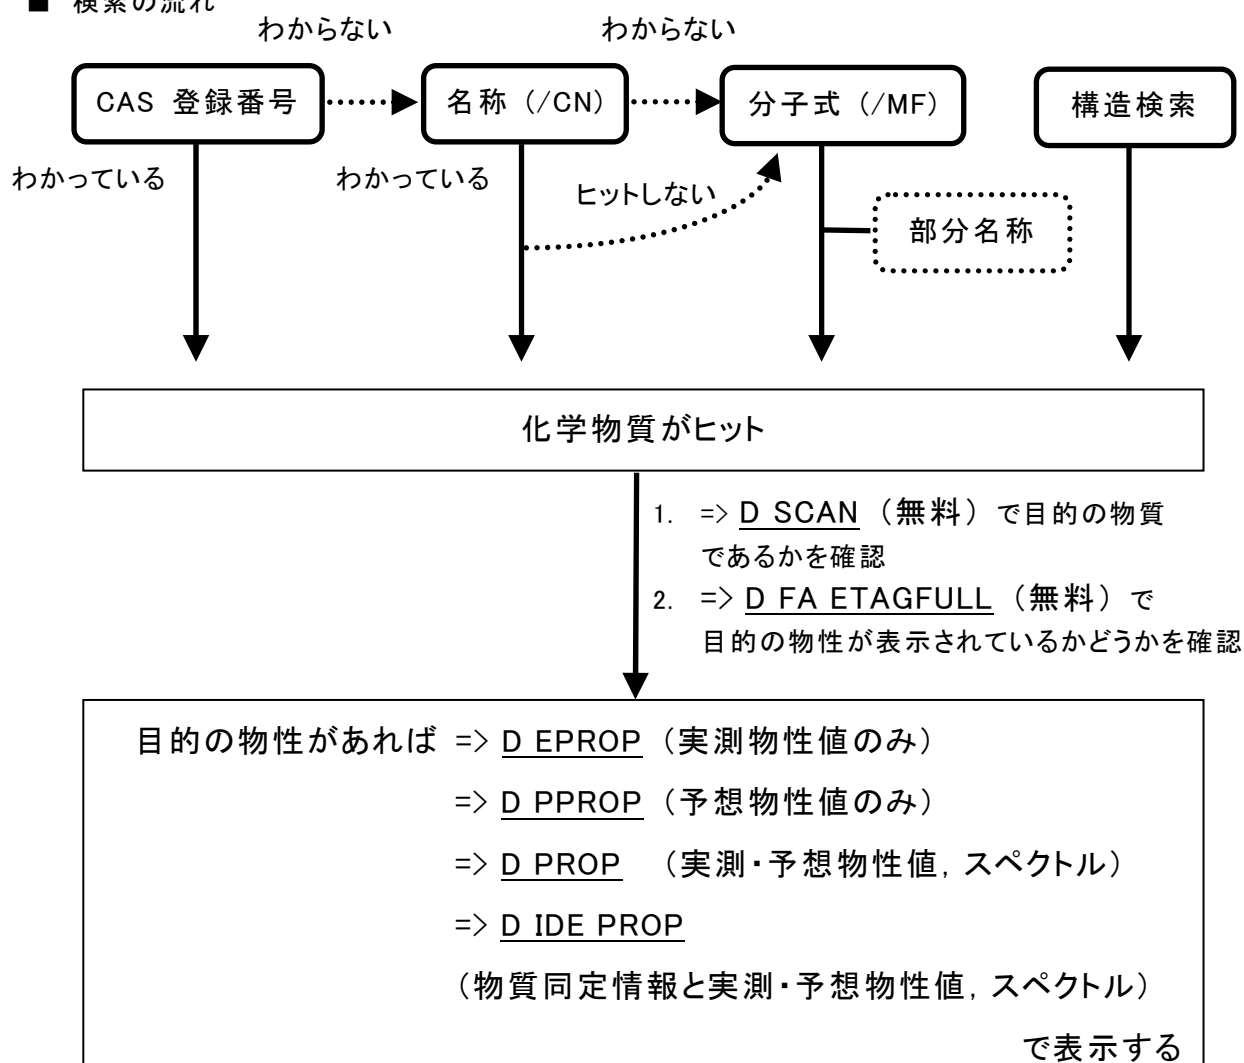 ■ 検索の流れ
わからない わからない
CAS 登録番号 名称 (/CN) 分子式 (/MF) 構造検索
わかっている わかっている ヒットしない
部分名称
化学物質がヒット
1. => D SCAN (無料) で目的の物質
であるかを確認
2. => D FA ETAGFULL (無料) で
目的の物性が表示されているかどうかを確認
目的の物性があれば => D EPROP (実測物性値のみ)
=> D PPROP (予想物性値のみ)
=> D PROP (実測・予想物性値, スペクトル)
=> D IDE PROP
(物質同定情報と実測・予想物性値, スペクトル)
で表示する